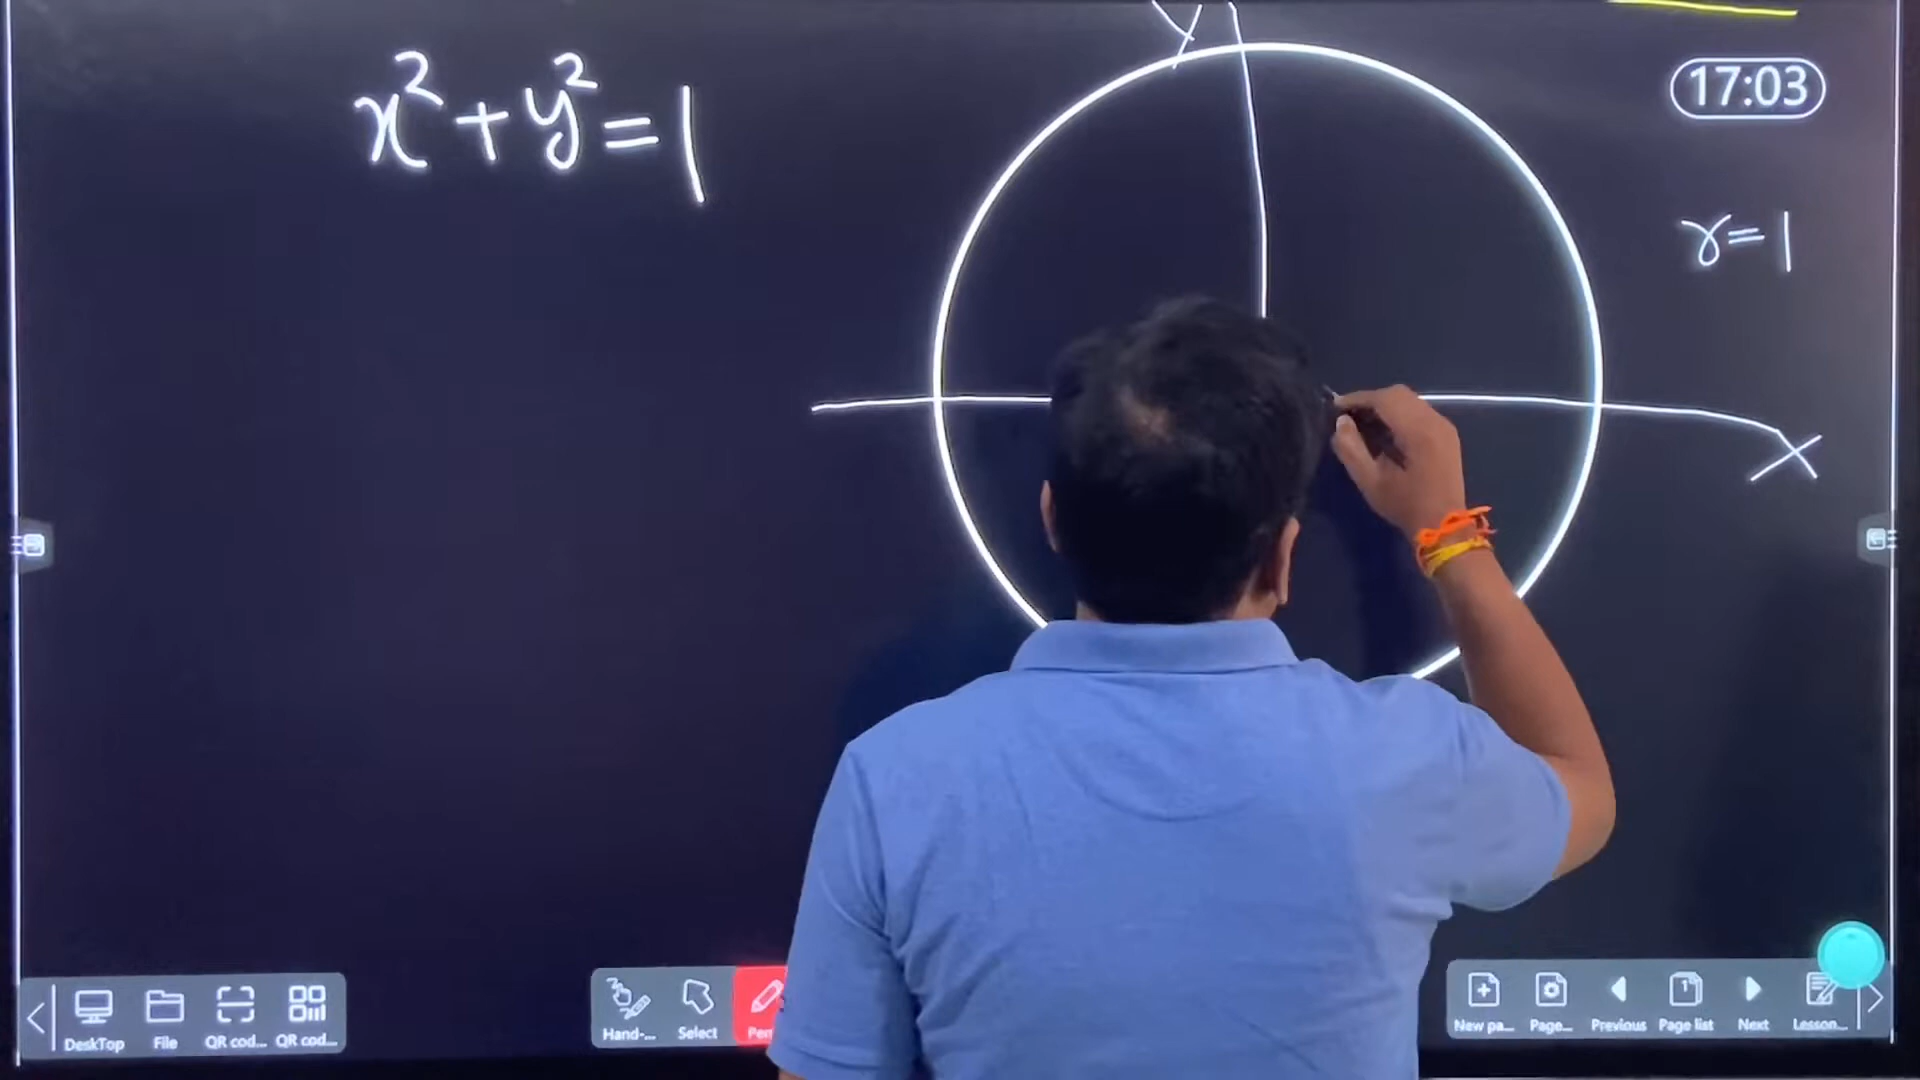 x² + y² = 1
y
17:03
r = 1
x
DeskTop
File
QR cod...
QR cod...
Hand-...
Select
Pen
New pa...
Page...
Previous
Page list
Next
Lesson...